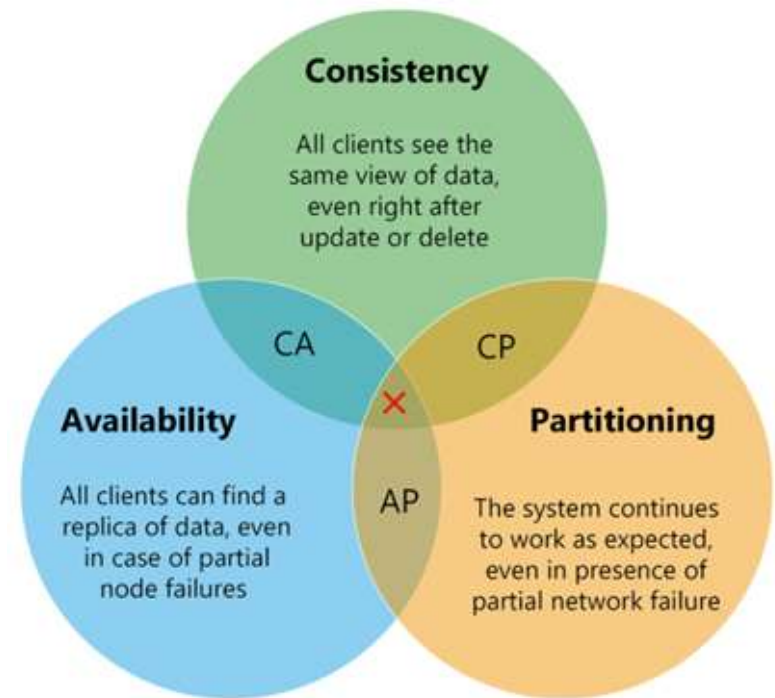 Consistency
All clients see the
same view of data,
even right after
update or delete
CA
CP
Availability
All clients can find a
replica of data, even
in case of partial
node failures
AP
Partitioning
The system continues
to work as expected,
even in presence of
partial network failure